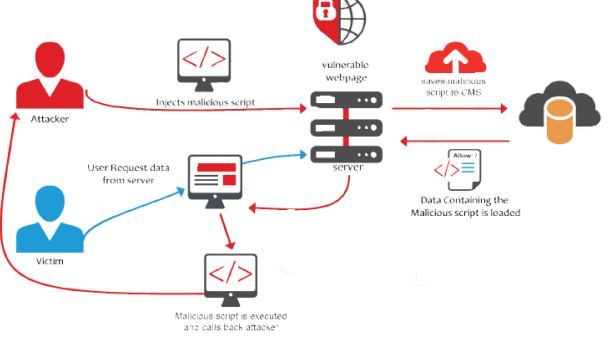 vulnerable
webpage
</>
Injects malicious script
Attacker
saves malicious
script to CMS
server
User Request data
from server
Allow: /
</>
Data Containing the
Malicious script is loaded
Victim
</>
Malicious script is executed
and calls back attacker